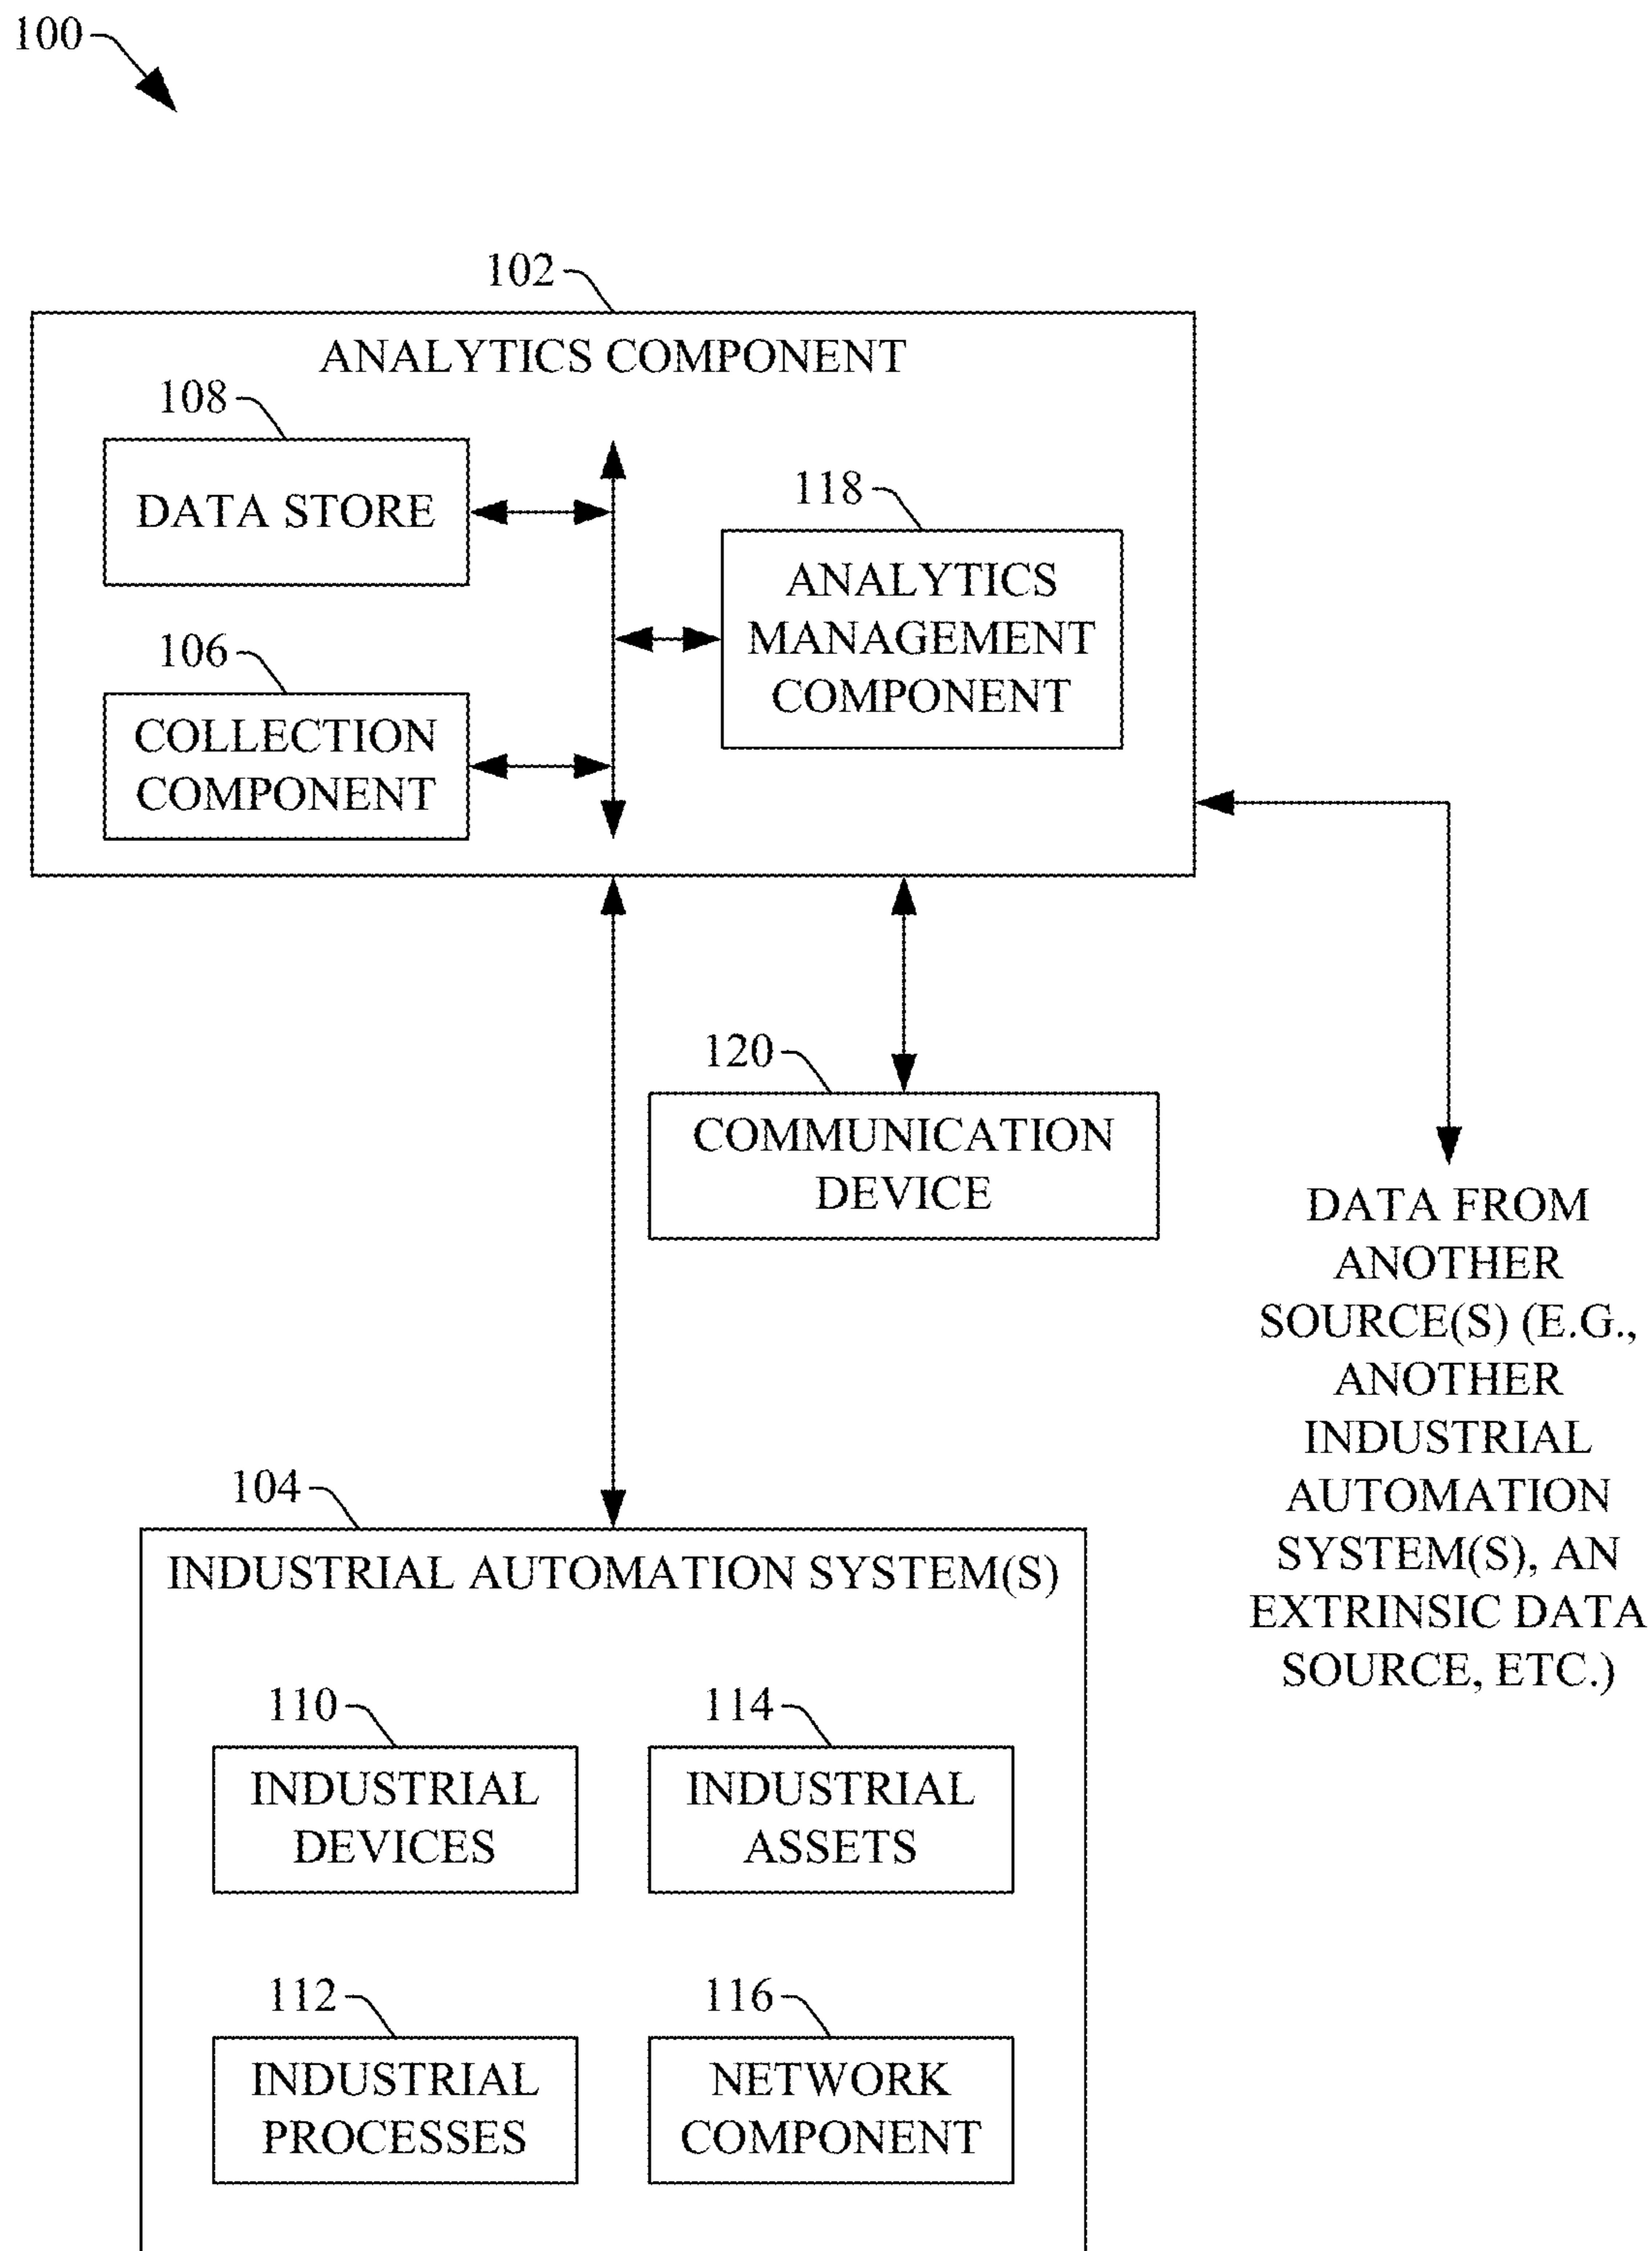 100
102
ANALYTICS COMPONENT
108
DATA STORE
118
ANALYTICS
MANAGEMENT
COMPONENT
106
COLLECTION
COMPONENT
120
COMMUNICATION
DEVICE
DATA FROM
ANOTHER
SOURCE(S) (E.G.,
ANOTHER
INDUSTRIAL
AUTOMATION
SYSTEM(S), AN
EXTRINSIC DATA
SOURCE, ETC.)
104
INDUSTRIAL AUTOMATION SYSTEM(S)
110
INDUSTRIAL
DEVICES
114
INDUSTRIAL
ASSETS
112
INDUSTRIAL
PROCESSES
116
NETWORK
COMPONENT